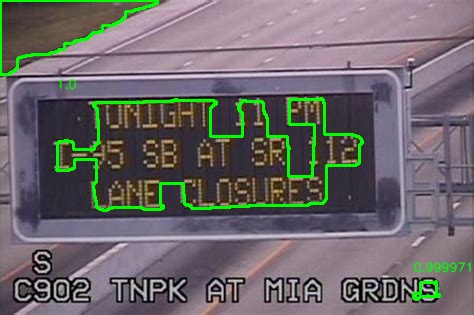 1.0
TONIGHT 11 PM
I-95 SB AT SR 112
LANE CLOSURES
0.999971
S
C902 TNPK AT MIA GRDNS